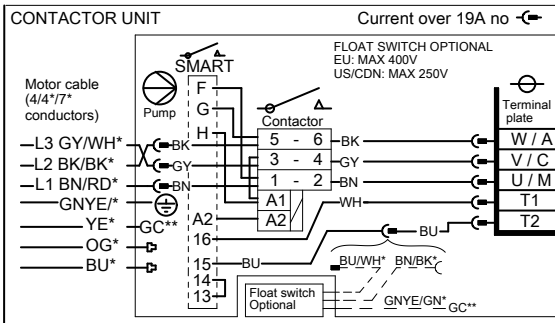 CONTACTOR UNIT
Current over 19A no
FLOAT SWITCH OPTIONAL
EU: MAX 400V
US/CDN: MAX 250V
SMART
Motor cable
(4/4*/7*
conductors)
Pump
F
G
H
Contactor
Terminal
plate
L3 GY/WH*
BK
5 - 6
BK
W / A
L2 BK/BK*
GY
3 - 4
GY
V / C
L1 BN/RD*
BN
1 - 2
BN
U / M
GNYE/*
A1
WH
T1
YE*
GC**
A2
A2
T2
OG*
16
BU
BU*
15
BU
BU/WH*
BN/BK*
14
13
Float switch
Optional
GNYE/GN*
GC**